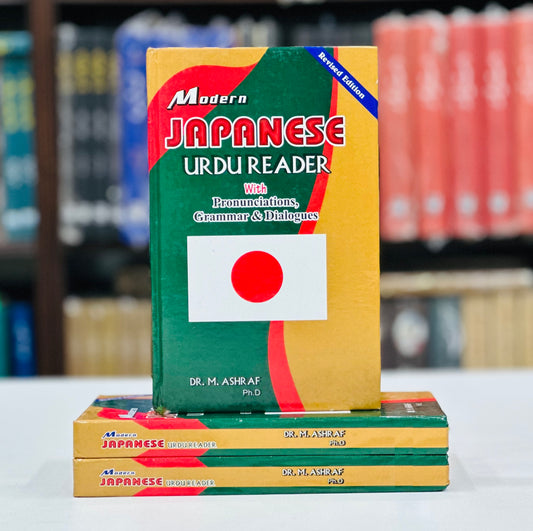 Revised Edition
Modern
JAPANESE
URDU READER
With
Pronunciations,
Grammar & Dialogues
DR. M. ASHRAF
Ph.D
Modern
JAPANESE URDU READER
DR. M. ASHRAF
Ph.D
Modern
JAPANESE URDU READER
DR. M. ASHRAF
Ph.D